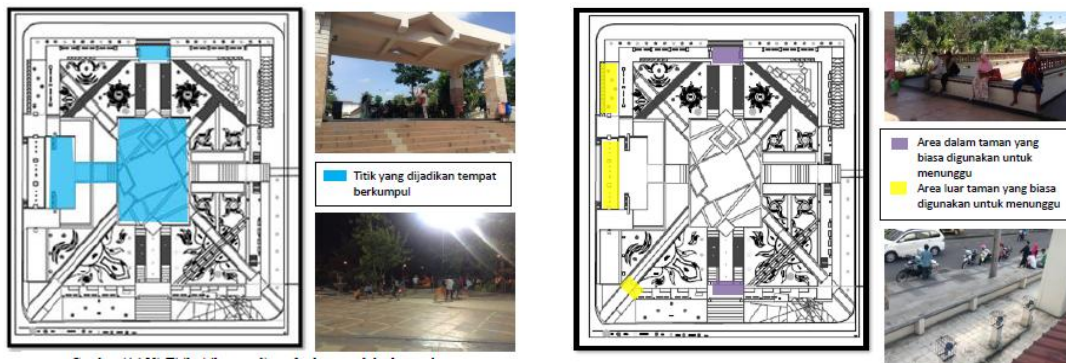 Titik yang dijadikan tempat
berkumpul
Area dalam taman yang
biasa digunakan untuk
menunggu
Area luar taman yang biasa
digunakan untuk menunggu